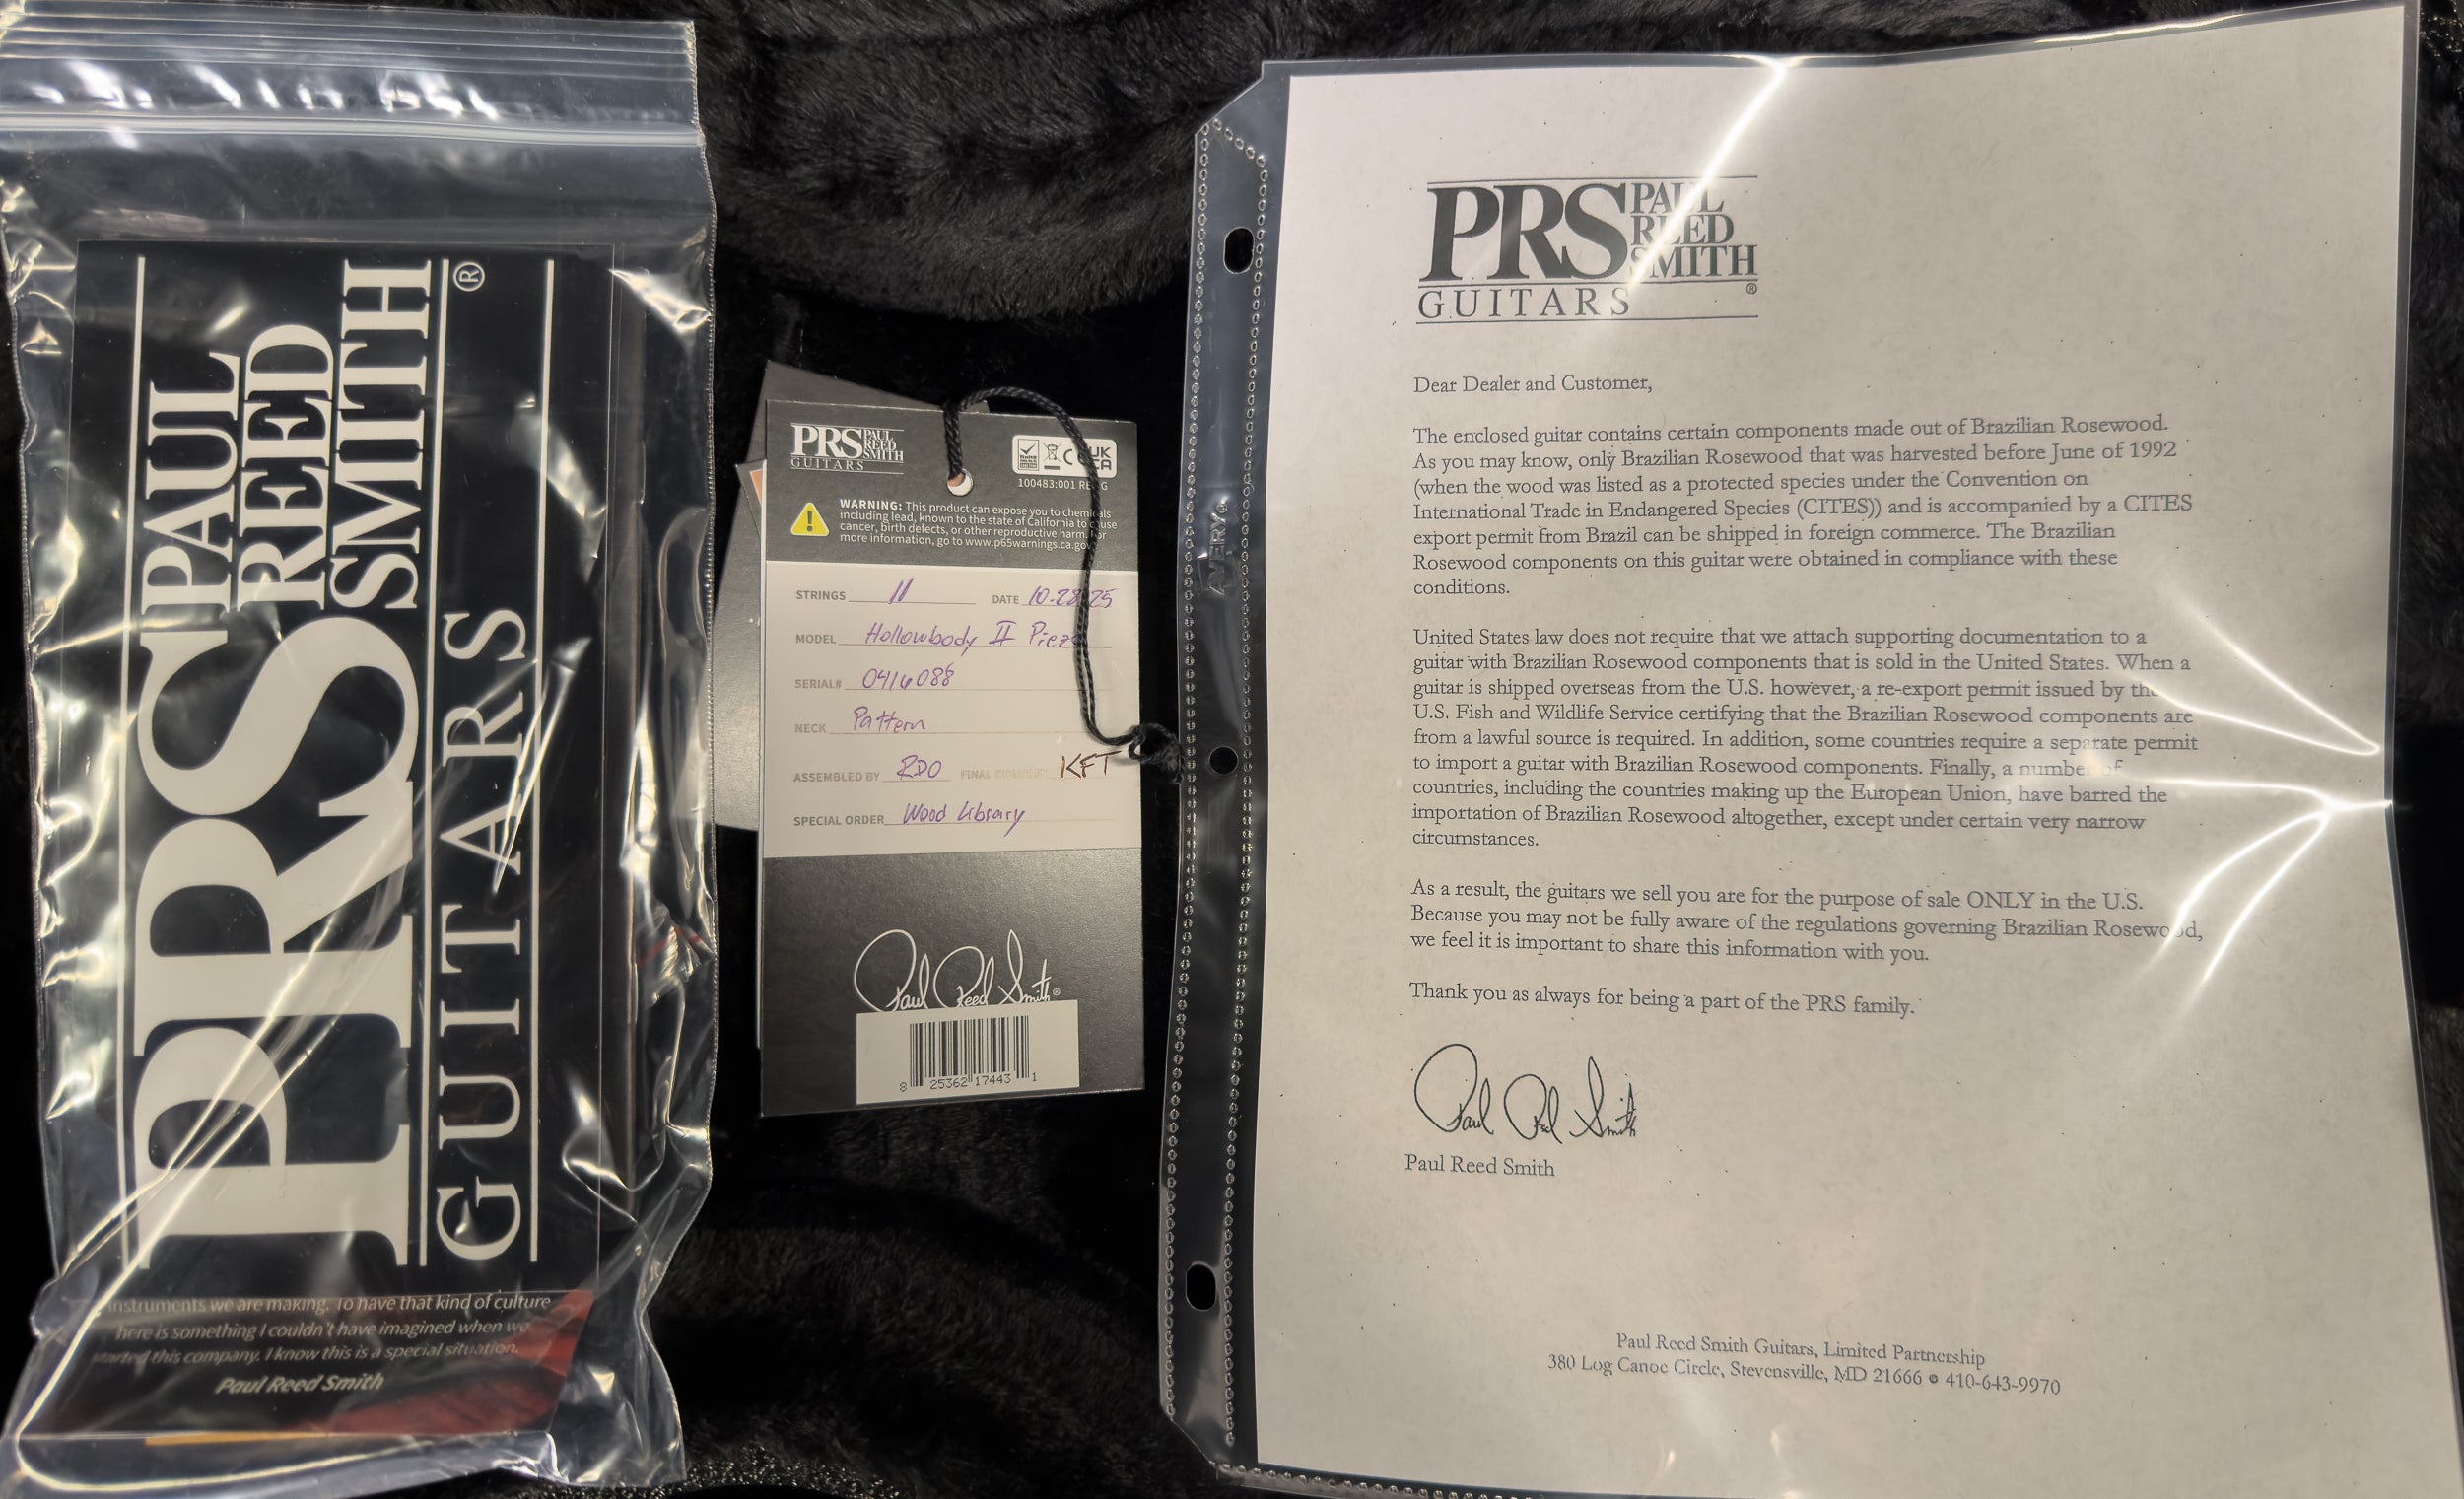 PRS PAUL
REED
SMITH ®
GUITARS
instruments we are making. To have that kind of culture
here is something I couldn't have imagined when we
started this company. I know this is a special situation.
Paul Reed Smith
PRS PAUL
REED
SMITH
GUITARS
UK
CA
100483:001 RE G
WARNING: This product can expose you to chemicals
including lead, known to the state of California to cause
cancer, birth defects, or other reproductive harm. For
more information, go to www.p65warnings.ca.gov
STRINGS 11 DATE 10.28.25
MODEL Hollowbody II Piezo
SERIAL#
NECK Pattern
ASSEMBLED BY RDO FINAL KFT
SPECIAL ORDER Wood Library
Paul Reed Smith ®
8 25362 17443 1
AVERY®
PRS PAUL
REED
SMITH
GUITARS ®
Dear Dealer and Customer,
The enclosed guitar contains certain components made out of Brazilian Rosewood.
As you may know, only Brazilian Rosewood that was harvested before June of 1992
(when the wood was listed as a protected species under the Convention on
International Trade in Endangered Species (CITES)) and is accompanied by a CITES
export permit from Brazil can be shipped in foreign commerce. The Brazilian
Rosewood components on this guitar were obtained in compliance with these
conditions.
United States law does not require that we attach supporting documentation to a
guitar with Brazilian Rosewood components that is sold in the United States. When a
guitar is shipped overseas from the U.S. however, a re-export permit issued by the
U.S. Fish and Wildlife Service certifying that the Brazilian Rosewood components are
from a lawful source is required. In addition, some countries require a separate permit
to import a guitar with Brazilian Rosewood components. Finally, a number of
countries, including the countries making up the European Union, have barred the
importation of Brazilian Rosewood altogether, except under certain very narrow
circumstances.
As a result, the guitars we sell you are for the purpose of sale ONLY in the U.S.
Because you may not be fully aware of the regulations governing Brazilian Rosewood,
we feel it is important to share this information with you.
Thank you as always for being a part of the PRS family.
Paul Reed Smith
Paul Reed Smith
Paul Reed Smith Guitars, Limited Partnership
380 Log Canoe Circle, Stevensville, MD 21666 ● 410-643-9970